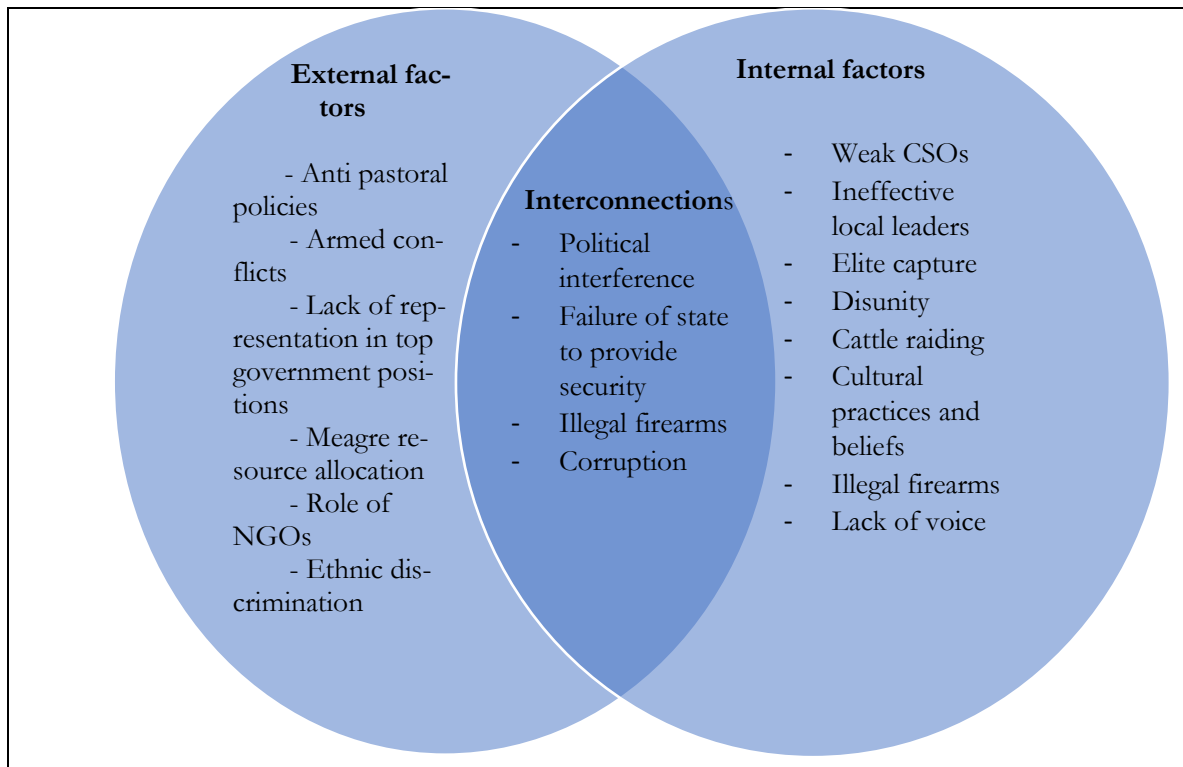 External fac-
tors
- Anti pastoral
policies
- Armed con-
flicts
- Lack of rep-
resentation in top
government posi-
tions
- Meagre re-
source allocation
- Role of
NGOs
- Ethnic dis-
crimination
Interconnections
- Political
interference
- Failure of state
to provide
security
- Illegal firearms
- Corruption
Internal factors
- Weak CSOs
- Ineffective
local leaders
- Elite capture
- Disunity
- Cattle raiding
- Cultural
practices and
beliefs
- Illegal firearms
- Lack of voice